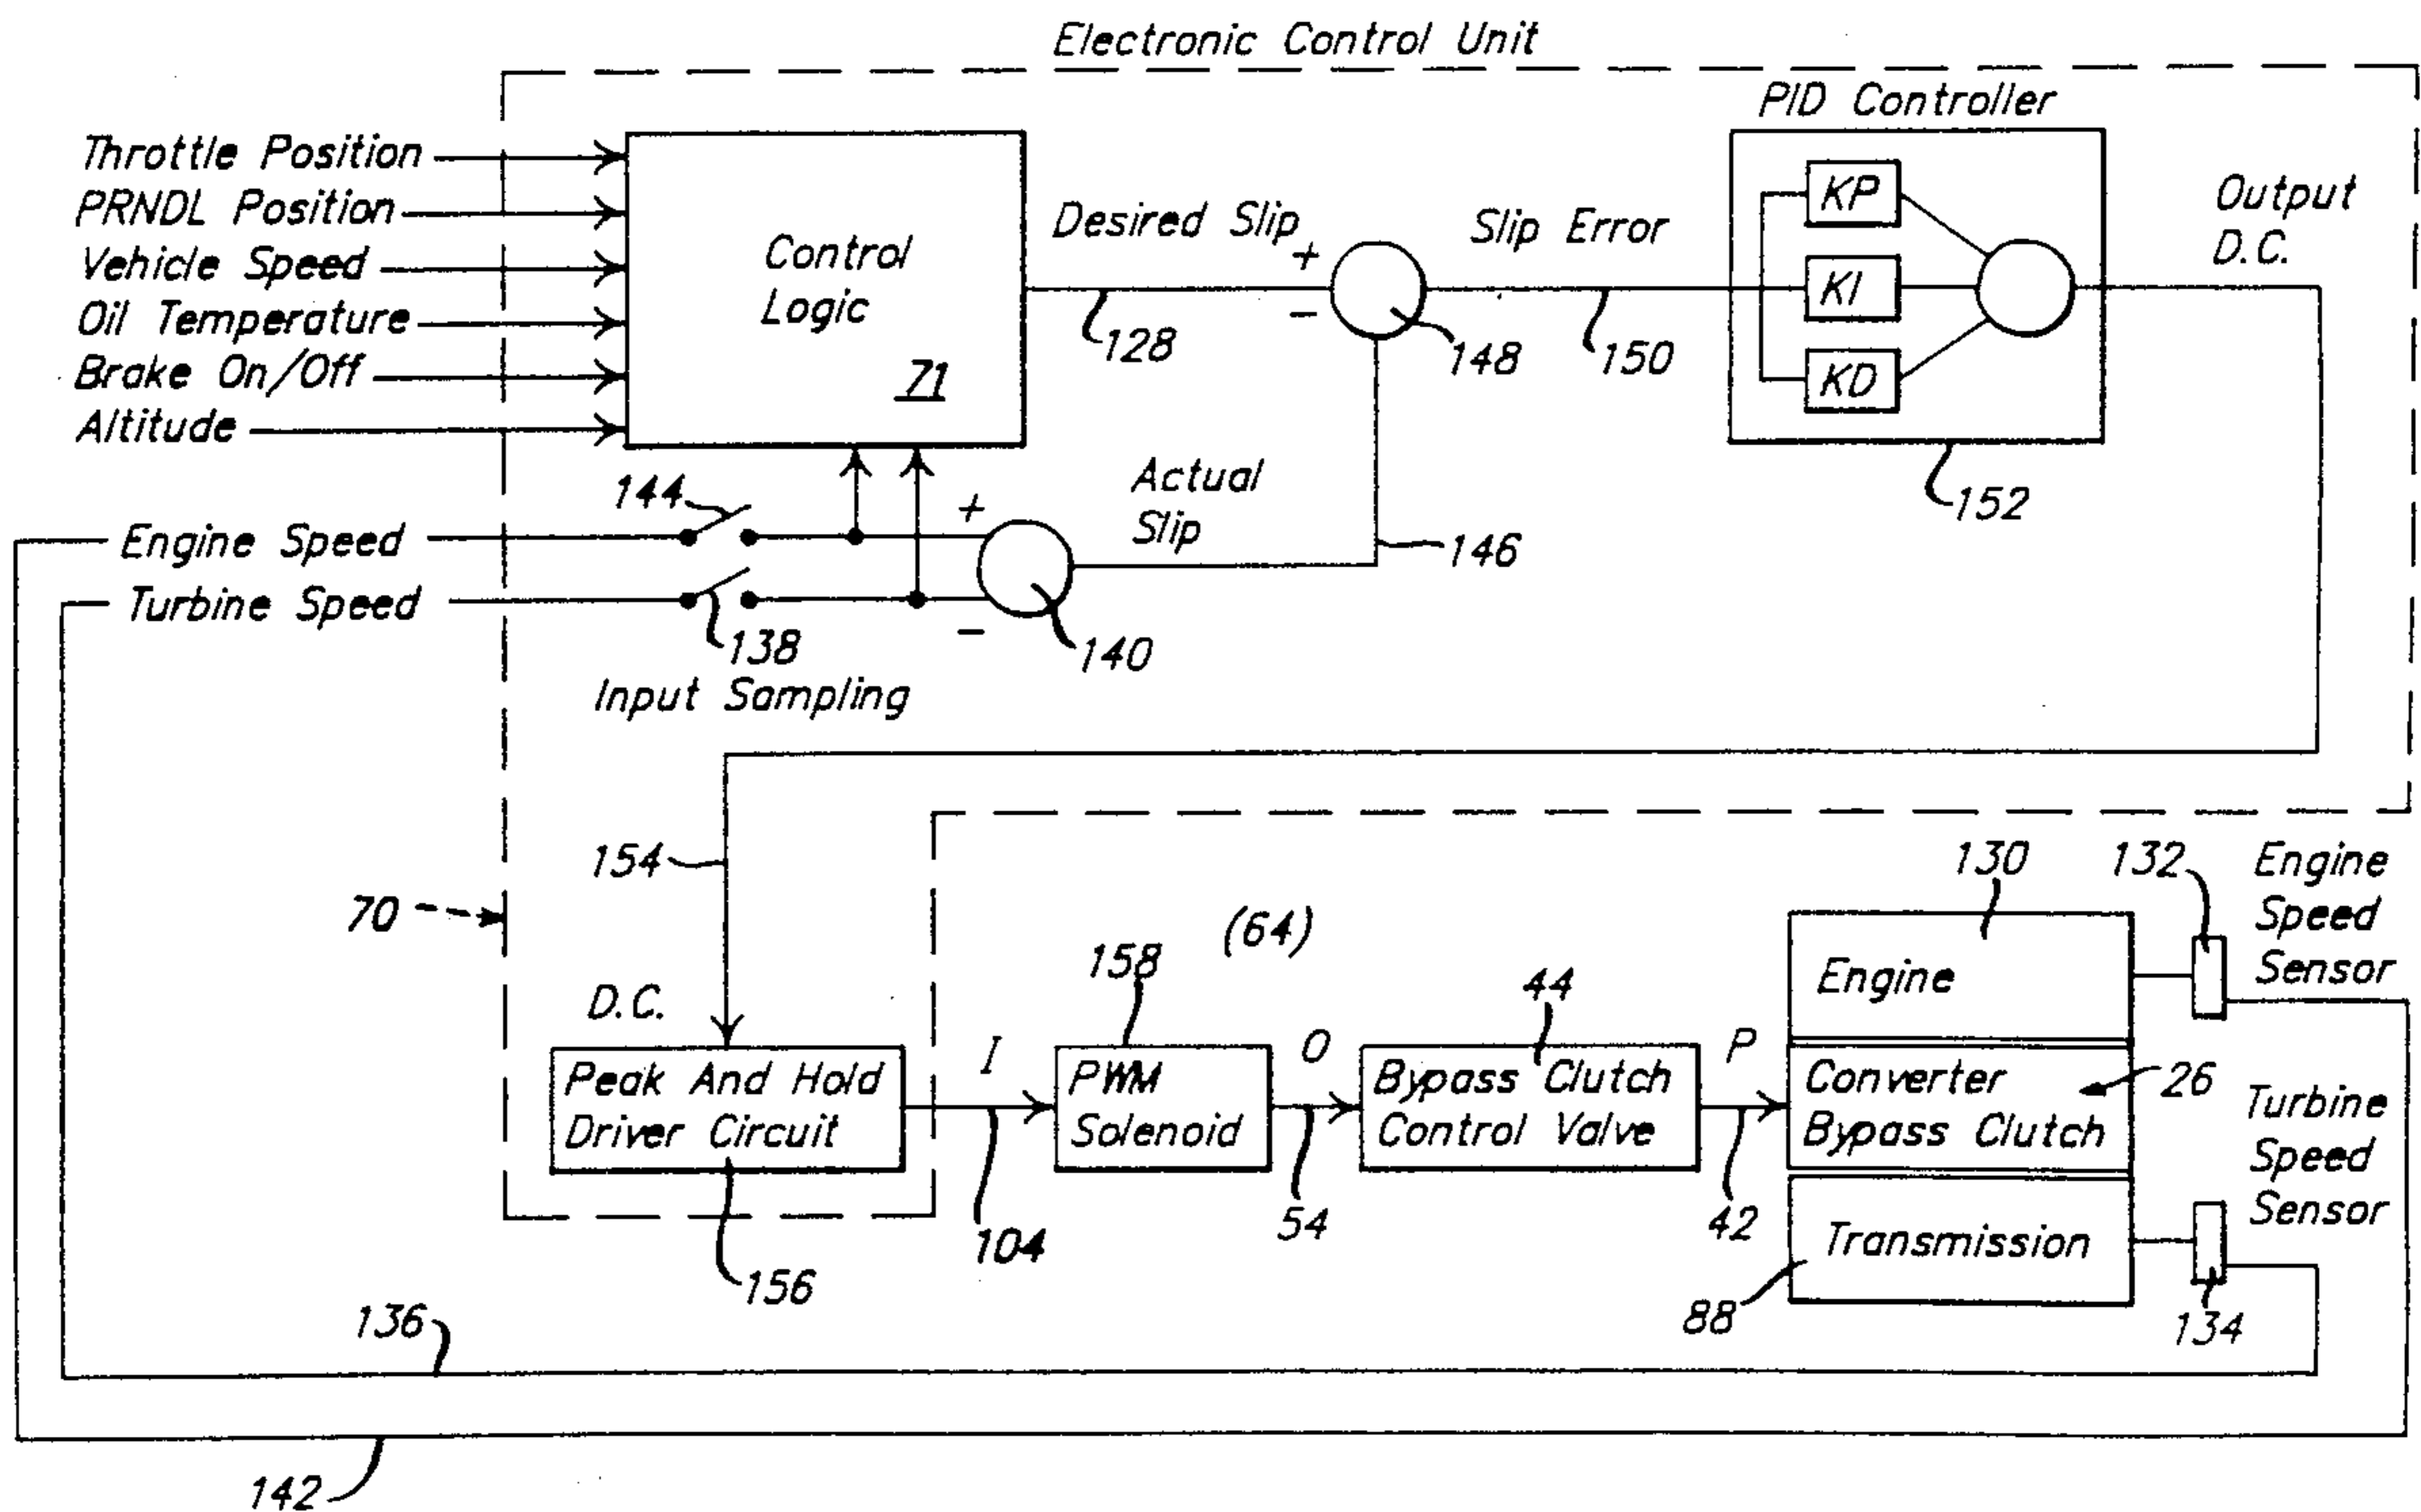 Electronic Control Unit
PID Controller
Throttle Position
PRNDL Position
Vehicle Speed
Oil Temperature
Brake On/Off
Altitude
Control
Logic
71
Desired Slip
+
-
128
148
Slip Error
150
KP
KI
KD
152
Output
D.C.
144
Engine Speed
Turbine Speed
138
Input Sampling
+
-
140
Actual
Slip
146
154
70
D.C.
Peak And Hold
Driver Circuit
156
I
104
(64)
158
PWM
Solenoid
O
54
44
Bypass Clutch
Control Valve
P
42
130
Engine
Converter
Bypass Clutch
26
Transmission
88
132
Engine
Speed
Sensor
Turbine
Speed
Sensor
134
136
142